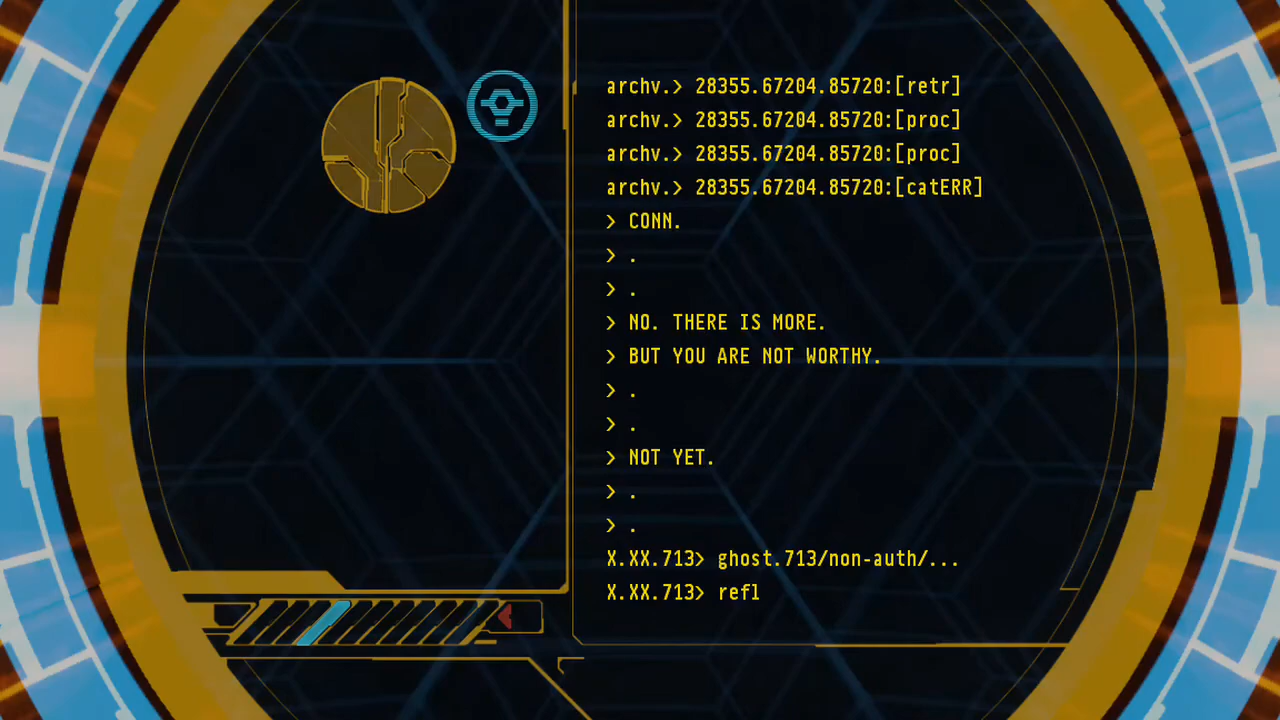 archv.> 28355.67204.85720:[retr]
archv.> 28355.67204.85720:[proc]
archv.> 28355.67204.85720:[proc]
archv.> 28355.67204.85720:[catERR]
> CONN.
> .
> .
> NO. THERE IS MORE.
> BUT YOU ARE NOT WORTHY.
> .
> .
> NOT YET.
> .
> .
X.XX.713> ghost.713/non-auth/...
X.XX.713> refl